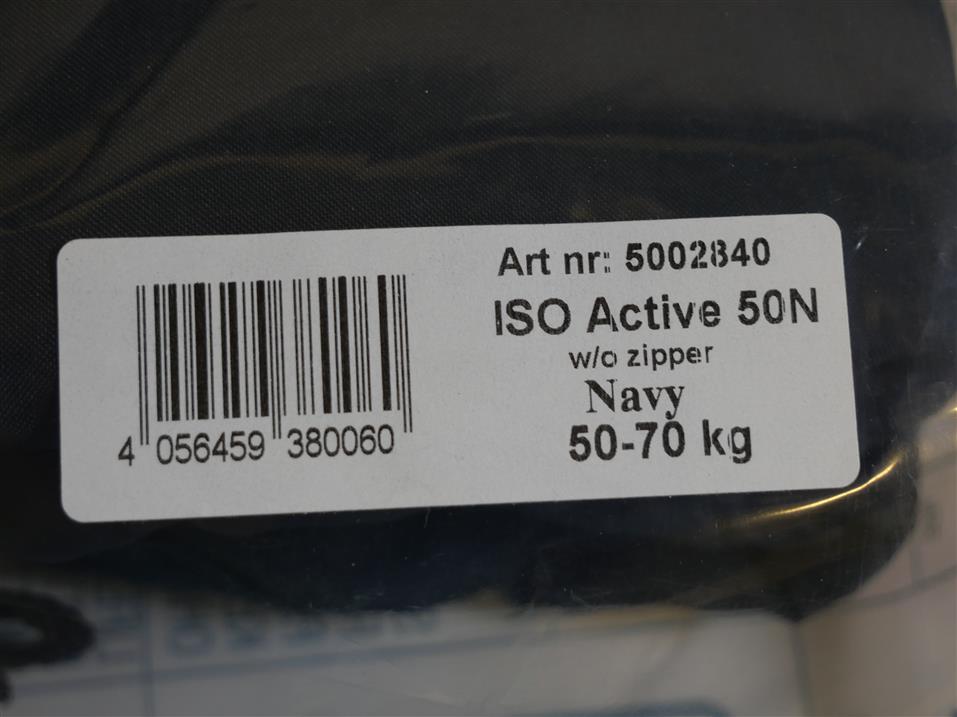 Art nr: 5002840
ISO Active 50N
w/o zipper
Navy
50-70 kg
4 056459 380060